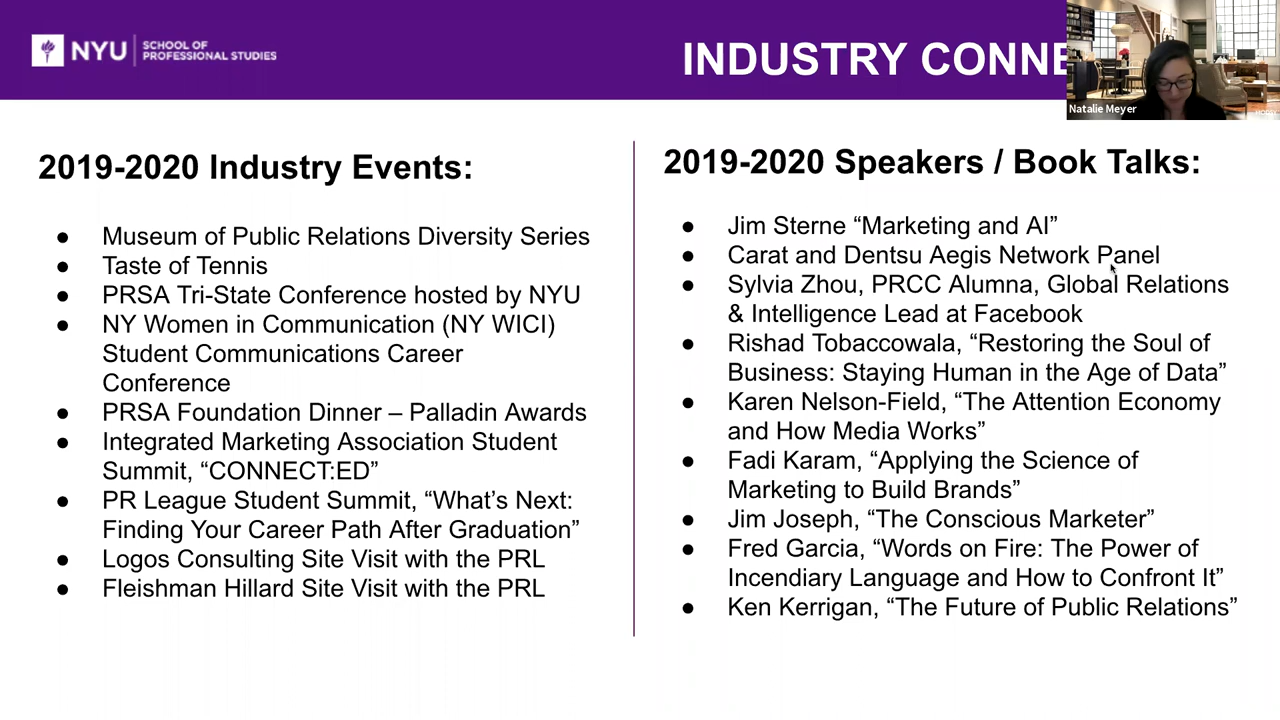 NYU
SCHOOL OF
PROFESSIONAL STUDIES
INDUSTRY CONNE
Natalie Meyer
2019-2020 Industry Events:
● Museum of Public Relations Diversity Series
● Taste of Tennis
● PRSA Tri-State Conference hosted by NYU
● NY Women in Communication (NY WICI)
Student Communications Career
Conference
● PRSA Foundation Dinner – Palladin Awards
● Integrated Marketing Association Student
Summit, “CONNECT:ED”
● PR League Student Summit, “What’s Next:
Finding Your Career Path After Graduation”
● Logos Consulting Site Visit with the PRL
● Fleishman Hillard Site Visit with the PRL
2019-2020 Speakers / Book Talks:
● Jim Sterne “Marketing and AI”
● Carat and Dentsu Aegis Network Panel
● Sylvia Zhou, PRCC Alumna, Global Relations
& Intelligence Lead at Facebook
● Rishad Tobaccowala, “Restoring the Soul of
Business: Staying Human in the Age of Data”
● Karen Nelson-Field, “The Attention Economy
and How Media Works”
● Fadi Karam, “Applying the Science of
Marketing to Build Brands”
● Jim Joseph, “The Conscious Marketer”
● Fred Garcia, “Words on Fire: The Power of
Incendiary Language and How to Confront It”
● Ken Kerrigan, “The Future of Public Relations”